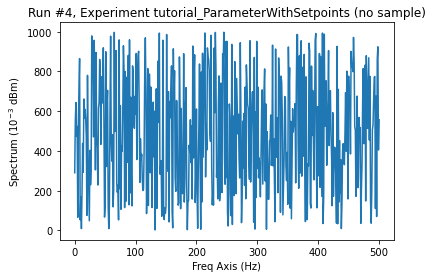 Run #4, Experiment tutorial_ParameterWithSetpoints (no sample)
1000
800
600
400
200
0
Spectrum (10⁻³ dBm)
0 100 200 300 400 500
Freq Axis (Hz)